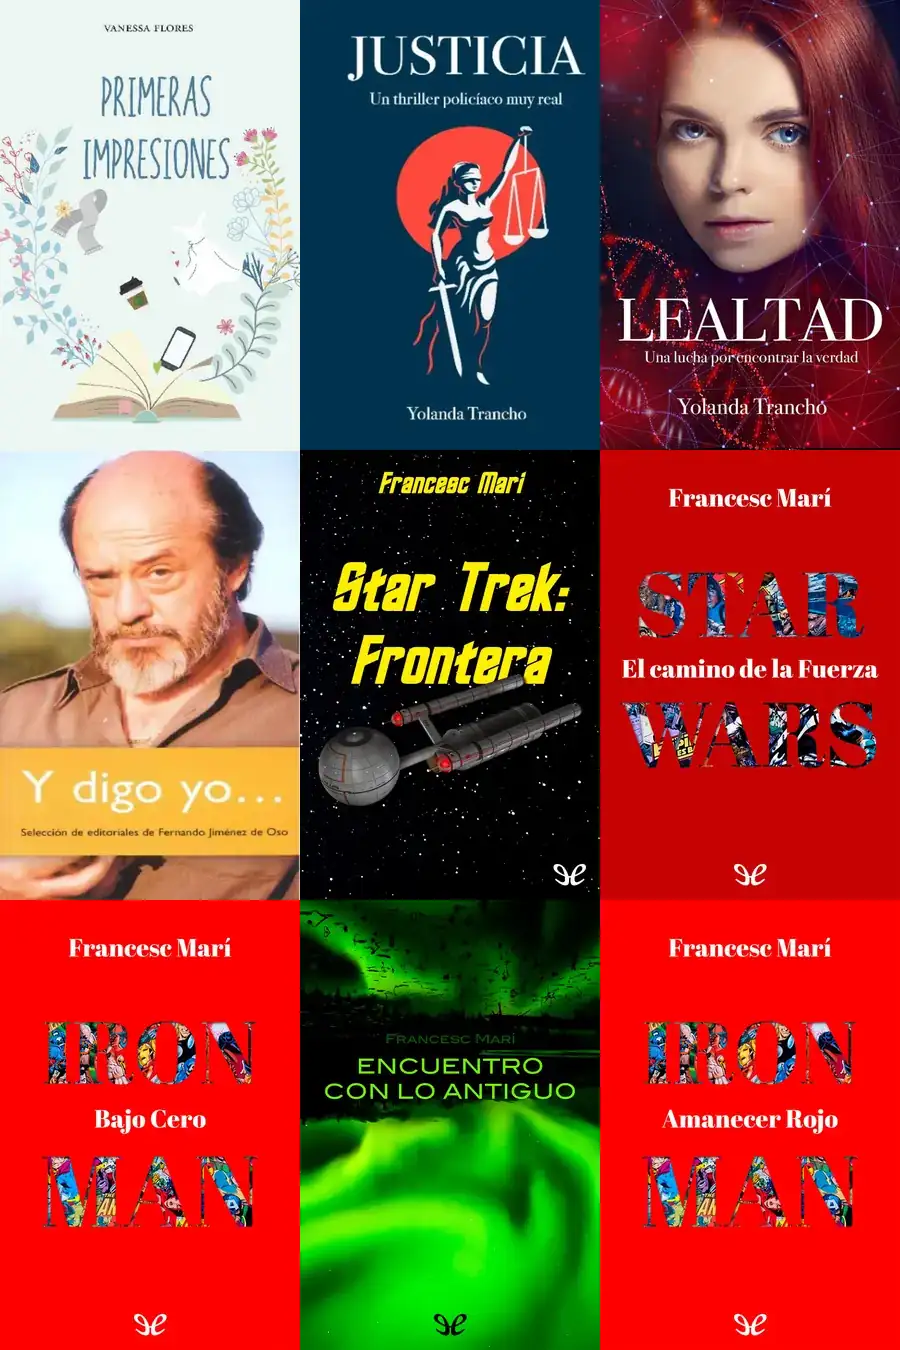 VANESSA FLORES
PRIMERAS
IMPRESIONES
JUSTICIA
Un thriller policíaco muy real
Yolanda Trancho
LEALTAD
Una lucha por encontrar la verdad
Yolanda Trancho
Y digo yo...
Selección de editoriales de Fernando Jiménez de Oso
Francesc Marí
Star Trek:
Frontera
Francesc Marí
STAR
El camino de la Fuerza
WARS
Francesc Marí
IRON
Bajo Cero
MAN
FRANCESC MARÍ
ENCUENTRO
CON LO ANTIGUO
Francesc Marí
IRON
Amanecer Rojo
MAN